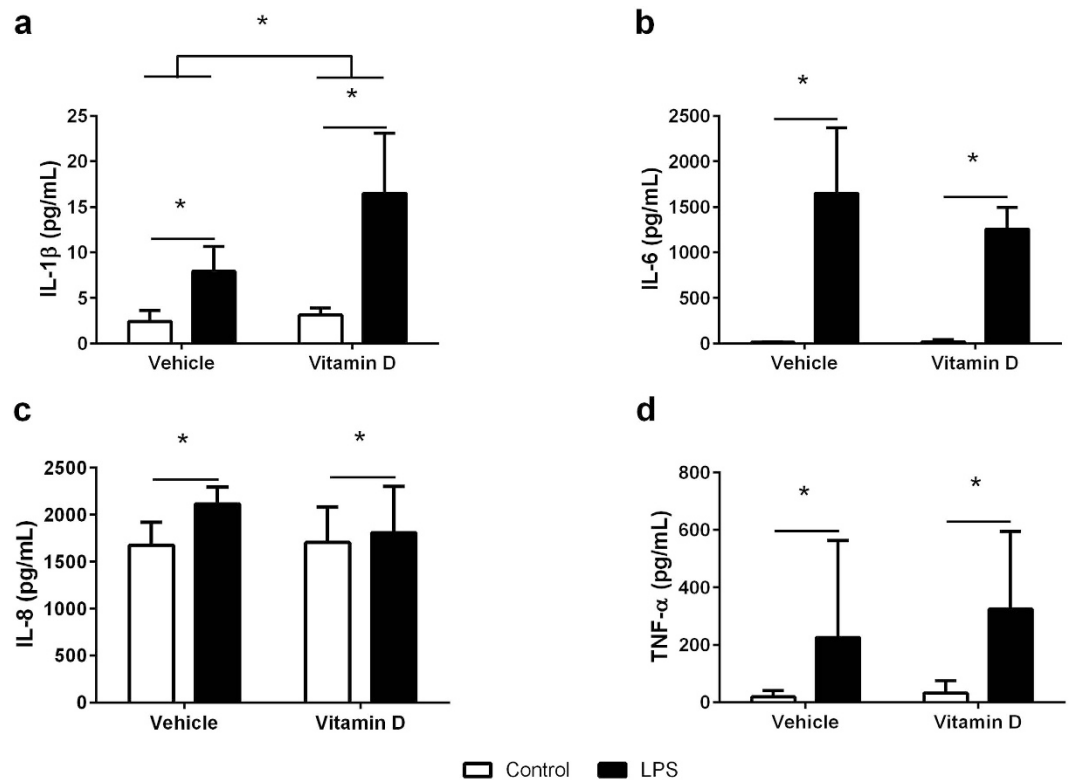 a
*
*
*
25
20
15
10
5
0
IL-1β (pg/mL)
Vehicle Vitamin D
b
*
*
2500
2000
1500
1000
500
0
IL-6 (pg/mL)
Vehicle Vitamin D
c
*
*
2500
2000
1500
1000
500
0
IL-8 (pg/mL)
Vehicle Vitamin D
d
*
*
800
600
400
200
0
TNF-α (pg/mL)
Vehicle Vitamin D
Control LPS